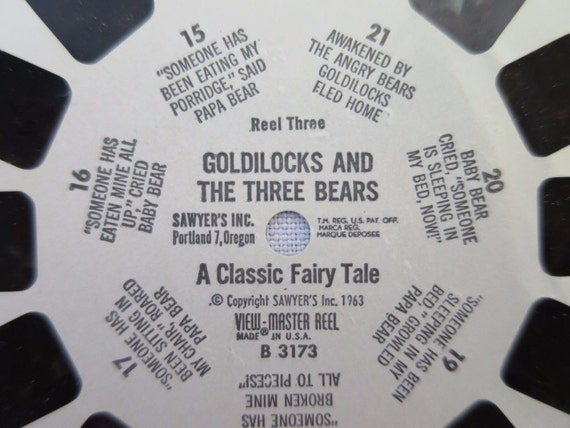 15
"SOMEONE HAS
BEEN EATING MY
PORRIDGE," SAID
PAPA BEAR
21
AWAKENED BY
THE ANGRY BEARS
GOLDILOCKS
FLED HOME
Reel Three
GOLDILOCKS AND
THE THREE BEARS
SAWYER'S INC.
Portland 7, Oregon
T.M. REG. U.S. PAT. OFF.
MARCA REG.
MARQUE DEPOSEE
A Classic Fairy Tale
© Copyright SAWYER'S Inc. 1963
VIEW-MASTER REEL
MADE IN U.S.A.
B 3173
16
"SOMEONE HAS
EATEN MINE ALL
UP," CRIED
BABY BEAR
20
BABY BEAR
CRIED, "SOMEONE
IS SLEEPING IN
MY BED, NOW!"
17
"SOMEONE HAS
BEEN SITTING IN
MY CHAIR," ROARED
PAPA BEAR
19
"SOMEONE HAS BEEN
SLEEPING IN MY
BED" GROWLED
PAPA BEAR
"SOMEONE HAS
BROKEN MINE
ALL TO PIECES!"